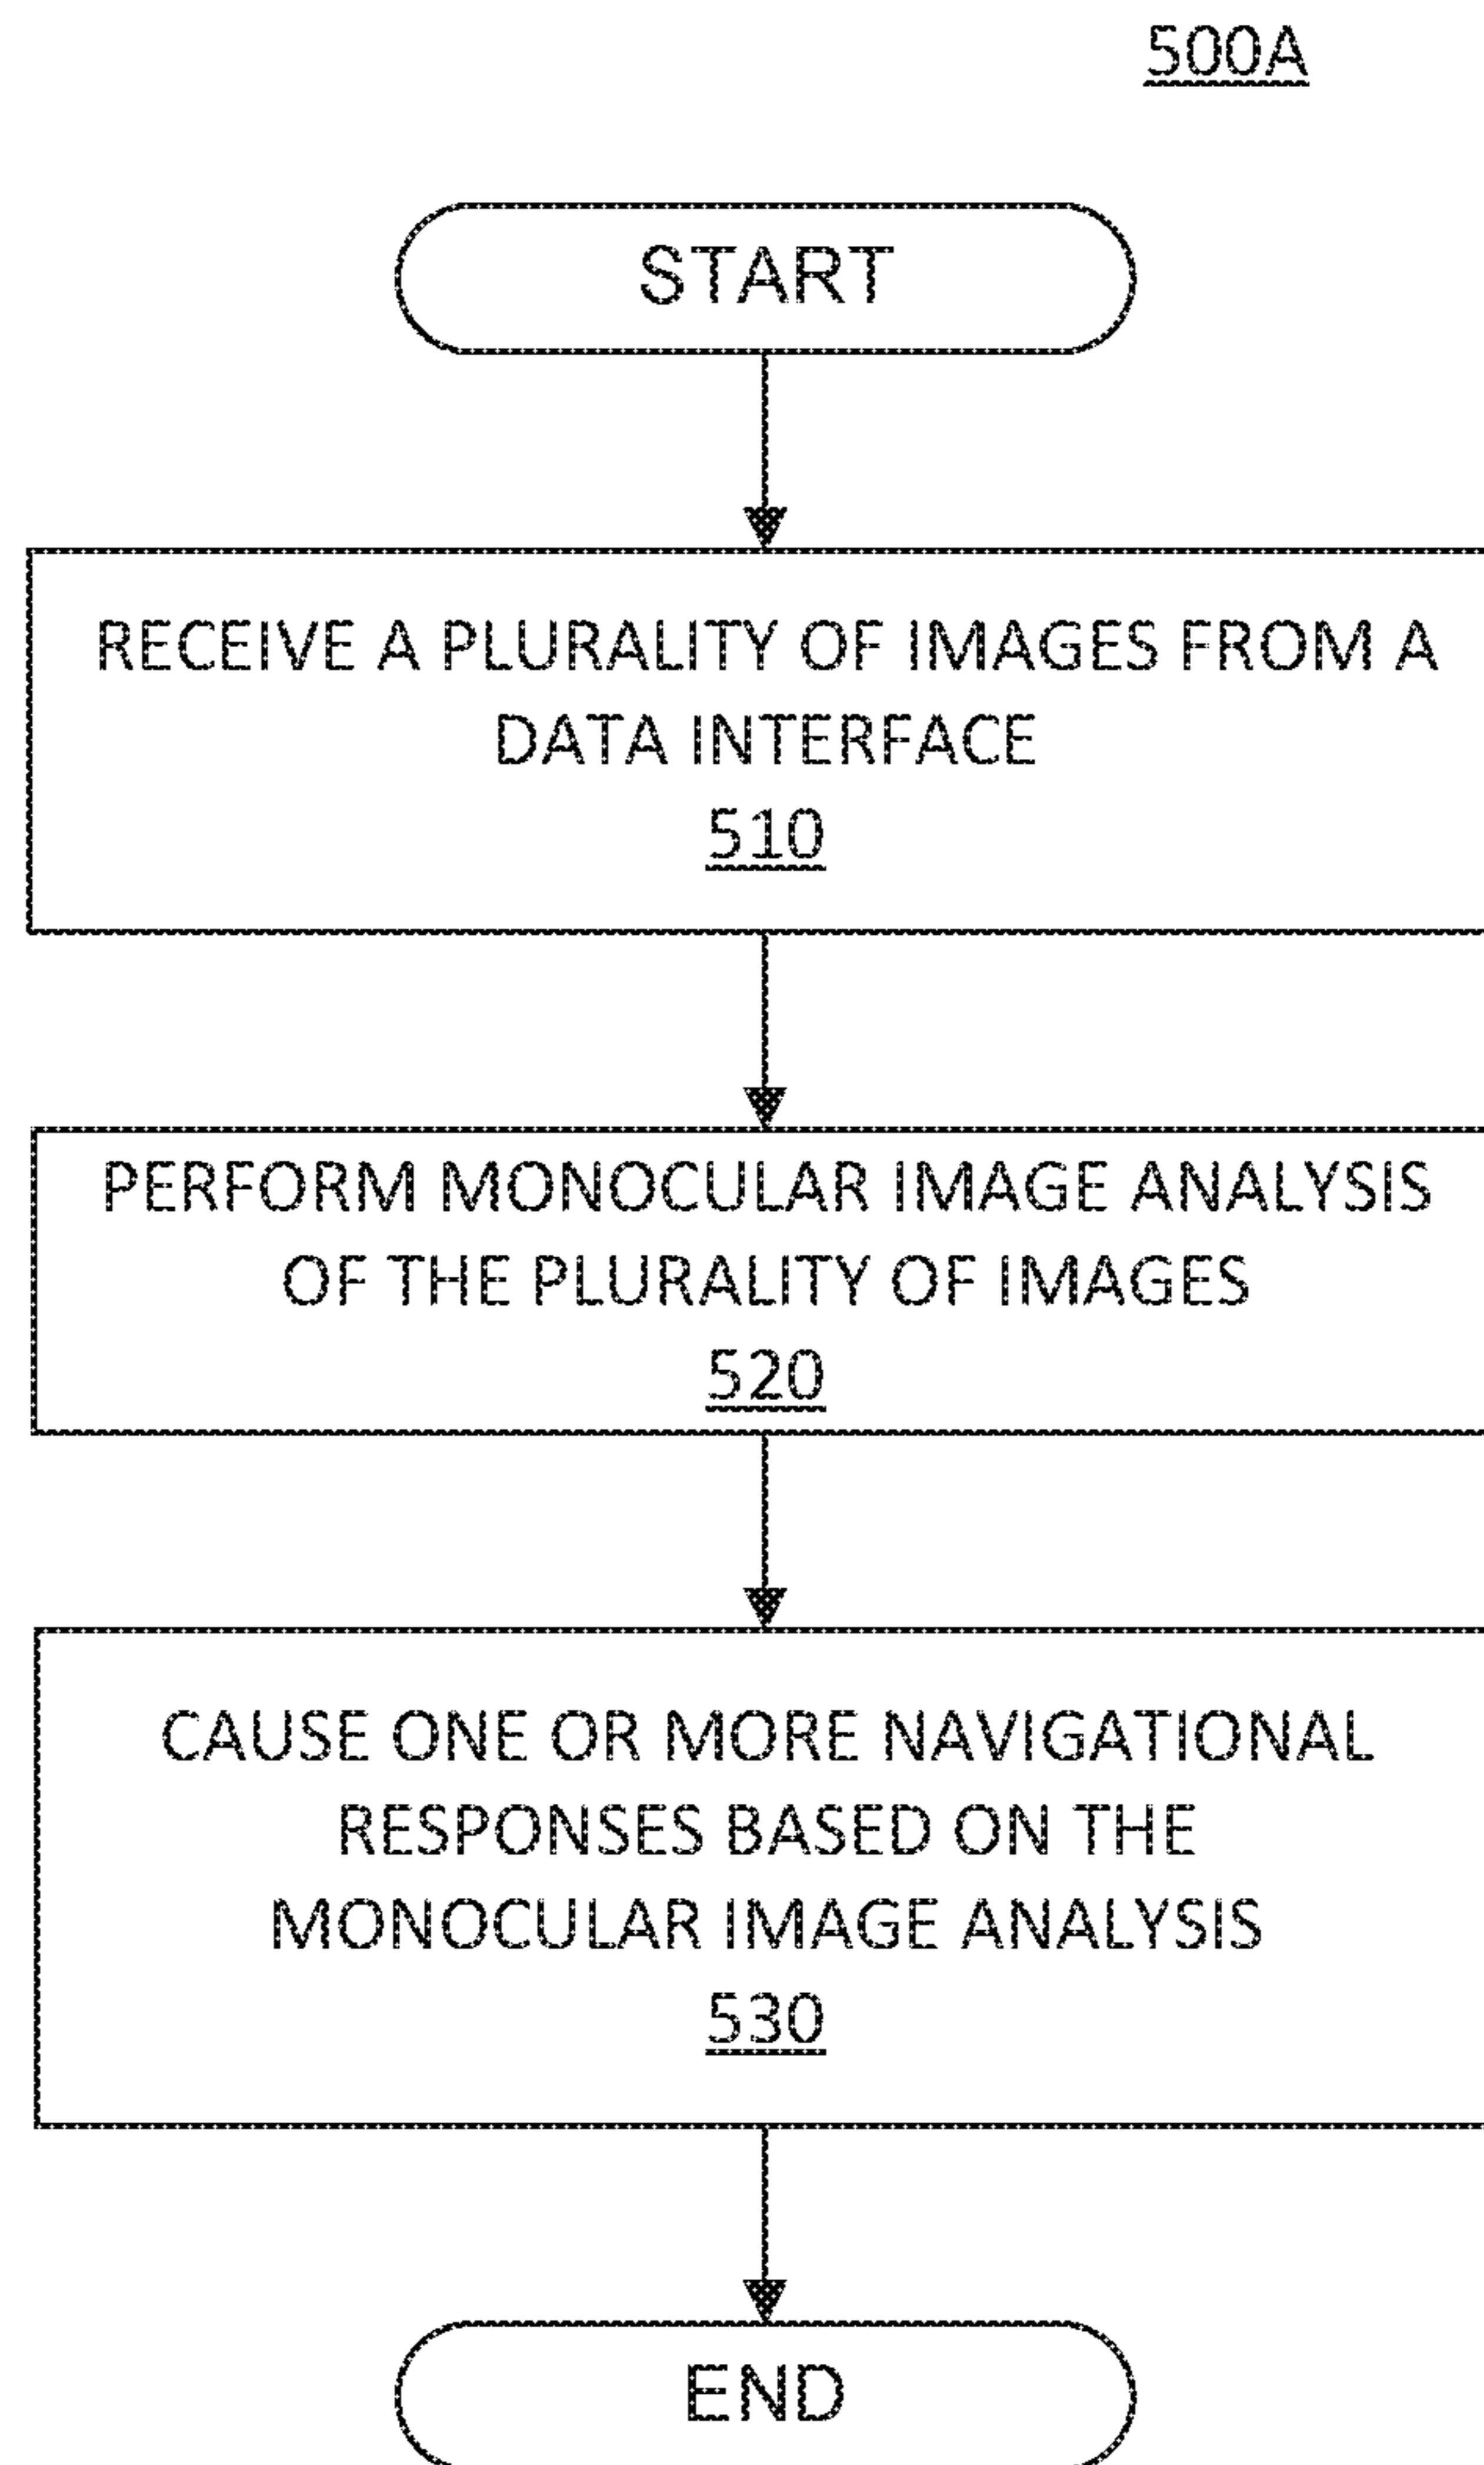 500A
START
RECEIVE A PLURALITY OF IMAGES FROM A
DATA INTERFACE
510
PERFORM MONOCULAR IMAGE ANALYSIS
OF THE PLURALITY OF IMAGES
520
CAUSE ONE OR MORE NAVIGATIONAL
RESPONSES BASED ON THE
MONOCULAR IMAGE ANALYSIS
530
END